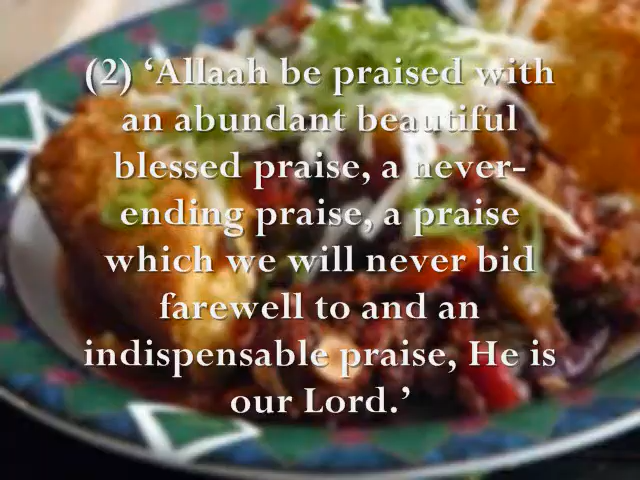 (2) ‘Allaah be praised with
an abundant beautiful
blessed praise, a never-
ending praise, a praise
which we will never bid
farewell to and an
indispensable praise, He is
our Lord.’